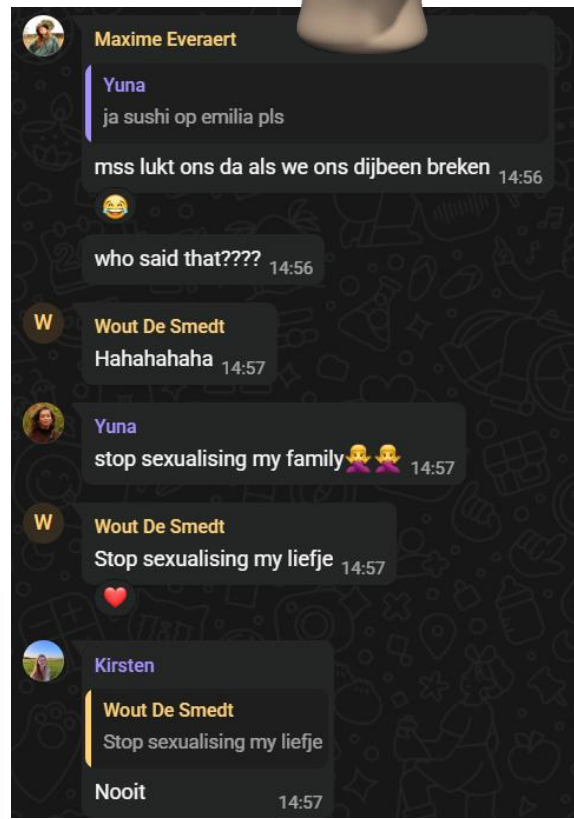 Maxime Everaert
Yuna
ja sushi op emilia pls
mss lukt ons da als we ons dijbeen breken 14:56
😂
who said that???? 14:56
W
Wout De Smedt
Hahahahaha 14:57
Yuna
stop sexualising my family🙅‍♀️🙅‍♀️ 14:57
W
Wout De Smedt
Stop sexualising my liefje 14:57
❤️
Kirsten
Wout De Smedt
Stop sexualising my liefje
Nooit 14:57